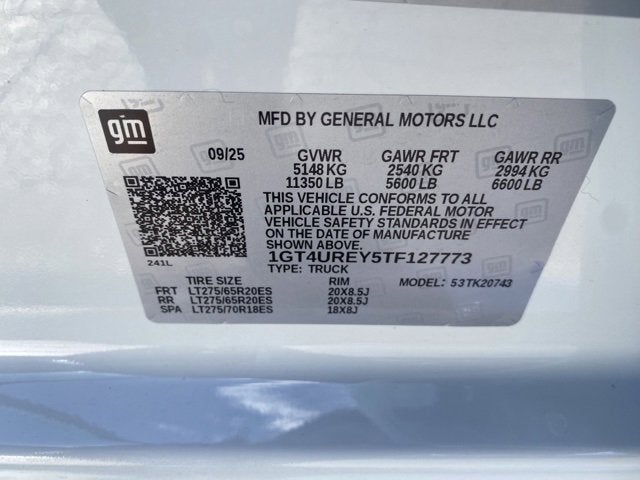 gm
MFD BY GENERAL MOTORS LLC
09/25 GVWR GAWR FRT GAWR RR
5148 KG 2540 KG 2994 KG
11350 LB 5600 LB 6600 LB
THIS VEHICLE CONFORMS TO ALL
APPLICABLE U.S. FEDERAL MOTOR
VEHICLE SAFETY STANDARDS IN EFFECT
ON THE DATE OF MANUFACTURE
SHOWN ABOVE.
1GT4UREY5TF127773
241L
TYPE: TRUCK
TIRE SIZE RIM MODEL: 53TK20743
FRT LT275/65R20ES 20X8.5J
RR LT275/65R20ES 20X8.5J
SPA LT275/70R18ES 18X8J